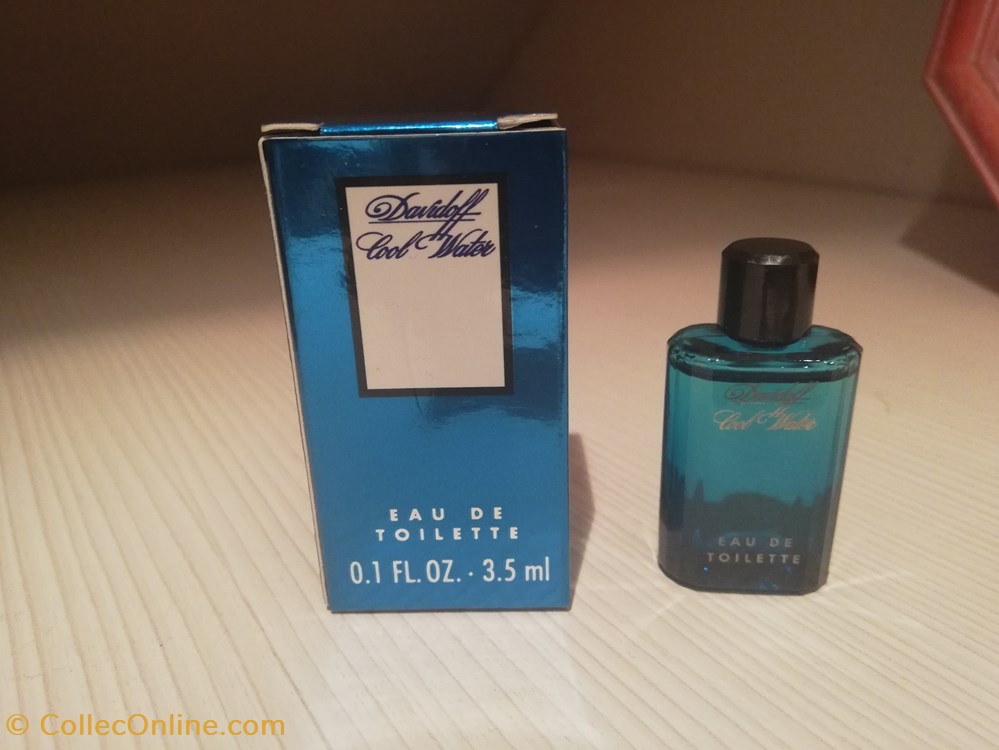 Davidoff
Cool Water
EAU DE
TOILETTE
0.1 FL. OZ. · 3.5 ml
Davidoff
Cool Water
EAU DE
TOILETTE
© CollecOnline.com